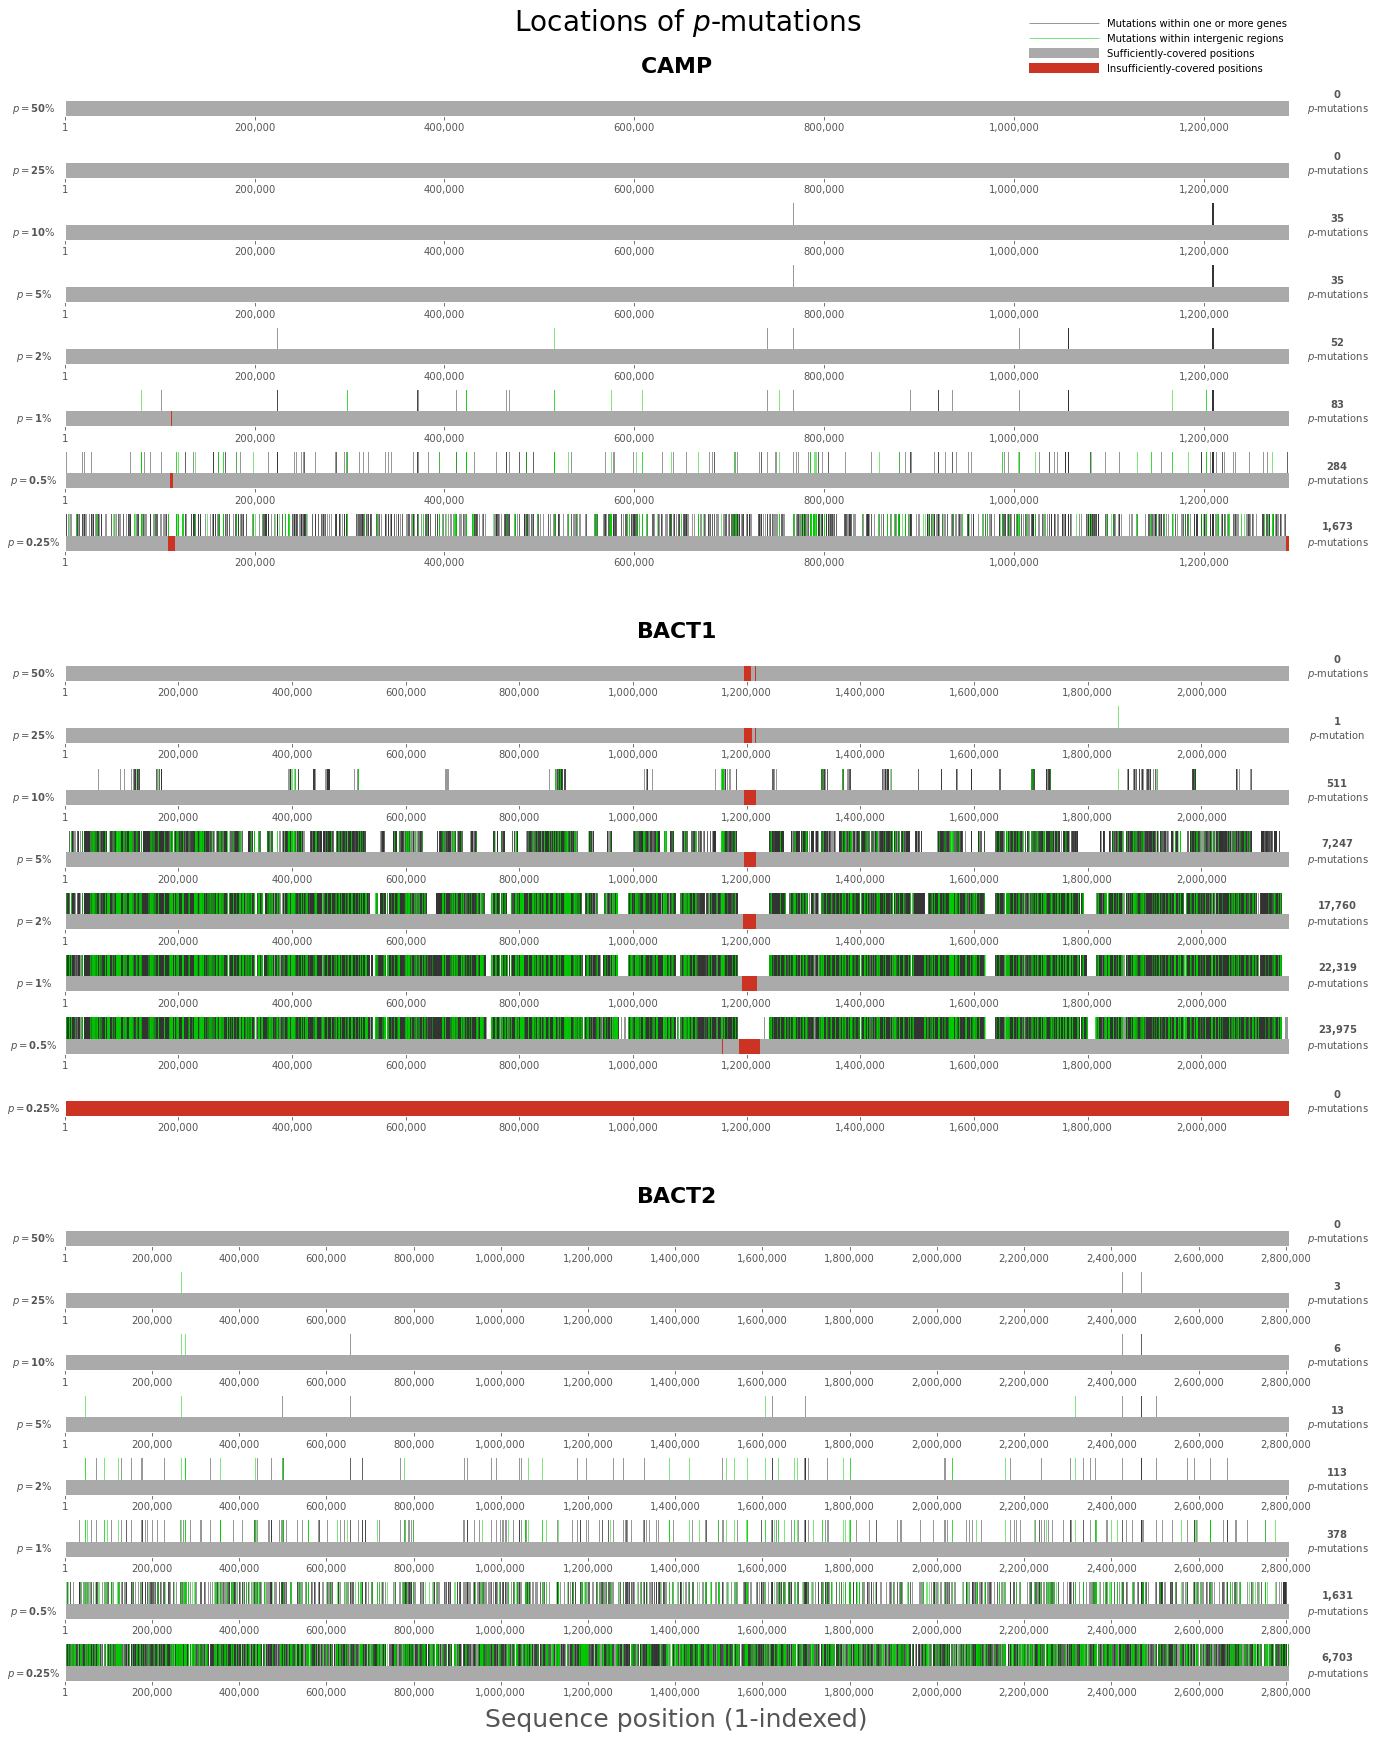 Locations of p-mutations
Mutations within one or more genes
Mutations within intergenic regions
Sufficiently-covered positions
Insufficiently-covered positions
CAMP
p = 50%
0
p-mutations
1 200,000 400,000 600,000 800,000 1,000,000 1,200,000
p = 25%
0
p-mutations
1 200,000 400,000 600,000 800,000 1,000,000 1,200,000
p = 10%
35
p-mutations
1 200,000 400,000 600,000 800,000 1,000,000 1,200,000
p = 5%
35
p-mutations
1 200,000 400,000 600,000 800,000 1,000,000 1,200,000
p = 2%
52
p-mutations
1 200,000 400,000 600,000 800,000 1,000,000 1,200,000
p = 1%
83
p-mutations
1 200,000 400,000 600,000 800,000 1,000,000 1,200,000
p = 0.5%
284
p-mutations
1 200,000 400,000 600,000 800,000 1,000,000 1,200,000
p = 0.25%
1,673
p-mutations
1 200,000 400,000 600,000 800,000 1,000,000 1,200,000
BACT1
p = 50%
0
p-mutations
1 200,000 400,000 600,000 800,000 1,000,000 1,200,000 1,400,000 1,600,000 1,800,000 2,000,000
p = 25%
1
p-mutation
1 200,000 400,000 600,000 800,000 1,000,000 1,200,000 1,400,000 1,600,000 1,800,000 2,000,000
p = 10%
511
p-mutations
1 200,000 400,000 600,000 800,000 1,000,000 1,200,000 1,400,000 1,600,000 1,800,000 2,000,000
p = 5%
7,247
p-mutations
1 200,000 400,000 600,000 800,000 1,000,000 1,200,000 1,400,000 1,600,000 1,800,000 2,000,000
p = 2%
17,760
p-mutations
1 200,000 400,000 600,000 800,000 1,000,000 1,200,000 1,400,000 1,600,000 1,800,000 2,000,000
p = 1%
22,319
p-mutations
1 200,000 400,000 600,000 800,000 1,000,000 1,200,000 1,400,000 1,600,000 1,800,000 2,000,000
p = 0.5%
23,975
p-mutations
1 200,000 400,000 600,000 800,000 1,000,000 1,200,000 1,400,000 1,600,000 1,800,000 2,000,000
p = 0.25%
0
p-mutations
1 200,000 400,000 600,000 800,000 1,000,000 1,200,000 1,400,000 1,600,000 1,800,000 2,000,000
BACT2
p = 50%
0
p-mutations
1 200,000 400,000 600,000 800,000 1,000,000 1,200,000 1,400,000 1,600,000 1,800,000 2,000,000 2,200,000 2,400,000 2,600,000 2,800,000
p = 25%
3
p-mutations
1 200,000 400,000 600,000 800,000 1,000,000 1,200,000 1,400,000 1,600,000 1,800,000 2,000,000 2,200,000 2,400,000 2,600,000 2,800,000
p = 10%
6
p-mutations
1 200,000 400,000 600,000 800,000 1,000,000 1,200,000 1,400,000 1,600,000 1,800,000 2,000,000 2,200,000 2,400,000 2,600,000 2,800,000
p = 5%
13
p-mutations
1 200,000 400,000 600,000 800,000 1,000,000 1,200,000 1,400,000 1,600,000 1,800,000 2,000,000 2,200,000 2,400,000 2,600,000 2,800,000
p = 2%
113
p-mutations
1 200,000 400,000 600,000 800,000 1,000,000 1,200,000 1,400,000 1,600,000 1,800,000 2,000,000 2,200,000 2,400,000 2,600,000 2,800,000
p = 1%
378
p-mutations
1 200,000 400,000 600,000 800,000 1,000,000 1,200,000 1,400,000 1,600,000 1,800,000 2,000,000 2,200,000 2,400,000 2,600,000 2,800,000
p = 0.5%
1,631
p-mutations
1 200,000 400,000 600,000 800,000 1,000,000 1,200,000 1,400,000 1,600,000 1,800,000 2,000,000 2,200,000 2,400,000 2,600,000 2,800,000
p = 0.25%
6,703
p-mutations
1 200,000 400,000 600,000 800,000 1,000,000 1,200,000 1,400,000 1,600,000 1,800,000 2,000,000 2,200,000 2,400,000 2,600,000 2,800,000
Sequence position (1-indexed)